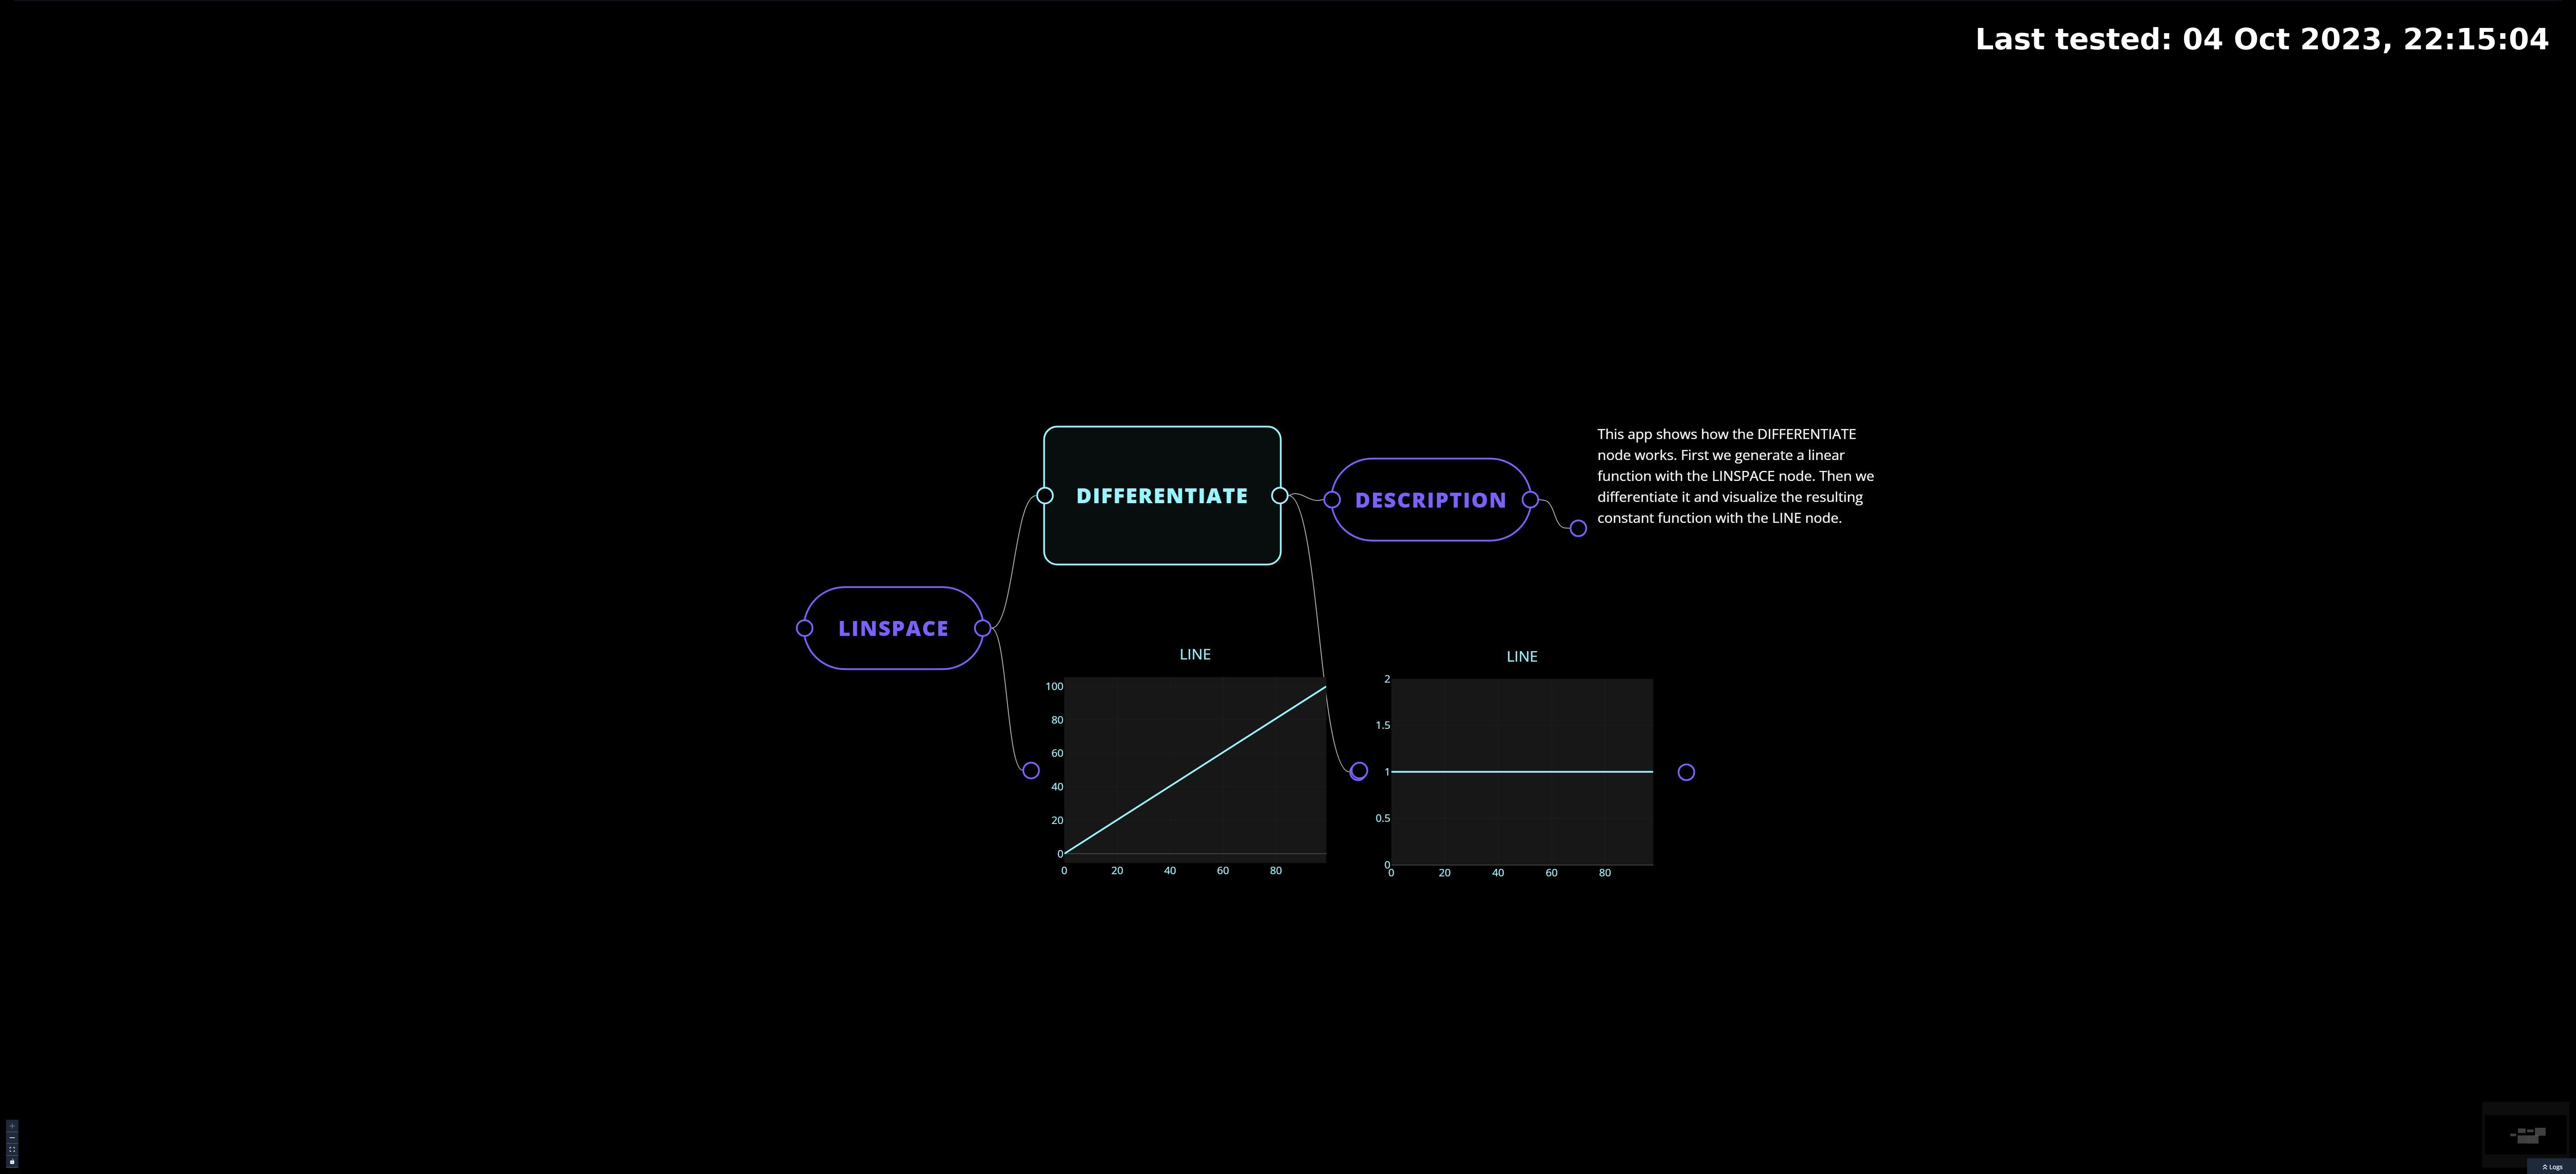 Last tested: 04 Oct 2023, 22:15:04
DIFFERENTIATE
DESCRIPTION
This app shows how the DIFFERENTIATE
node works. First we generate a linear
function with the LINSPACE node. Then we
differentiate it and visualize the resulting
constant function with the LINE node.
LINSPACE
LINE
100
80
60
40
20
0
0 20 40 60 80
LINE
2
1.5
1
0.5
0
0 20 40 60 80
Logs